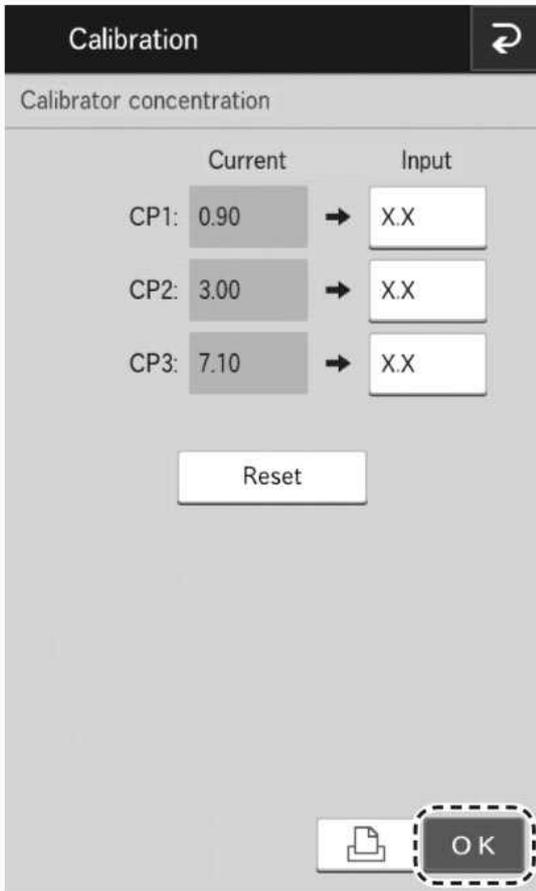 Calibration
Calibrator concentration
Current Input
CP1: 0.90 X.X
CP2: 3.00 X.X
CP3: 7.10 X.X
Reset
OK